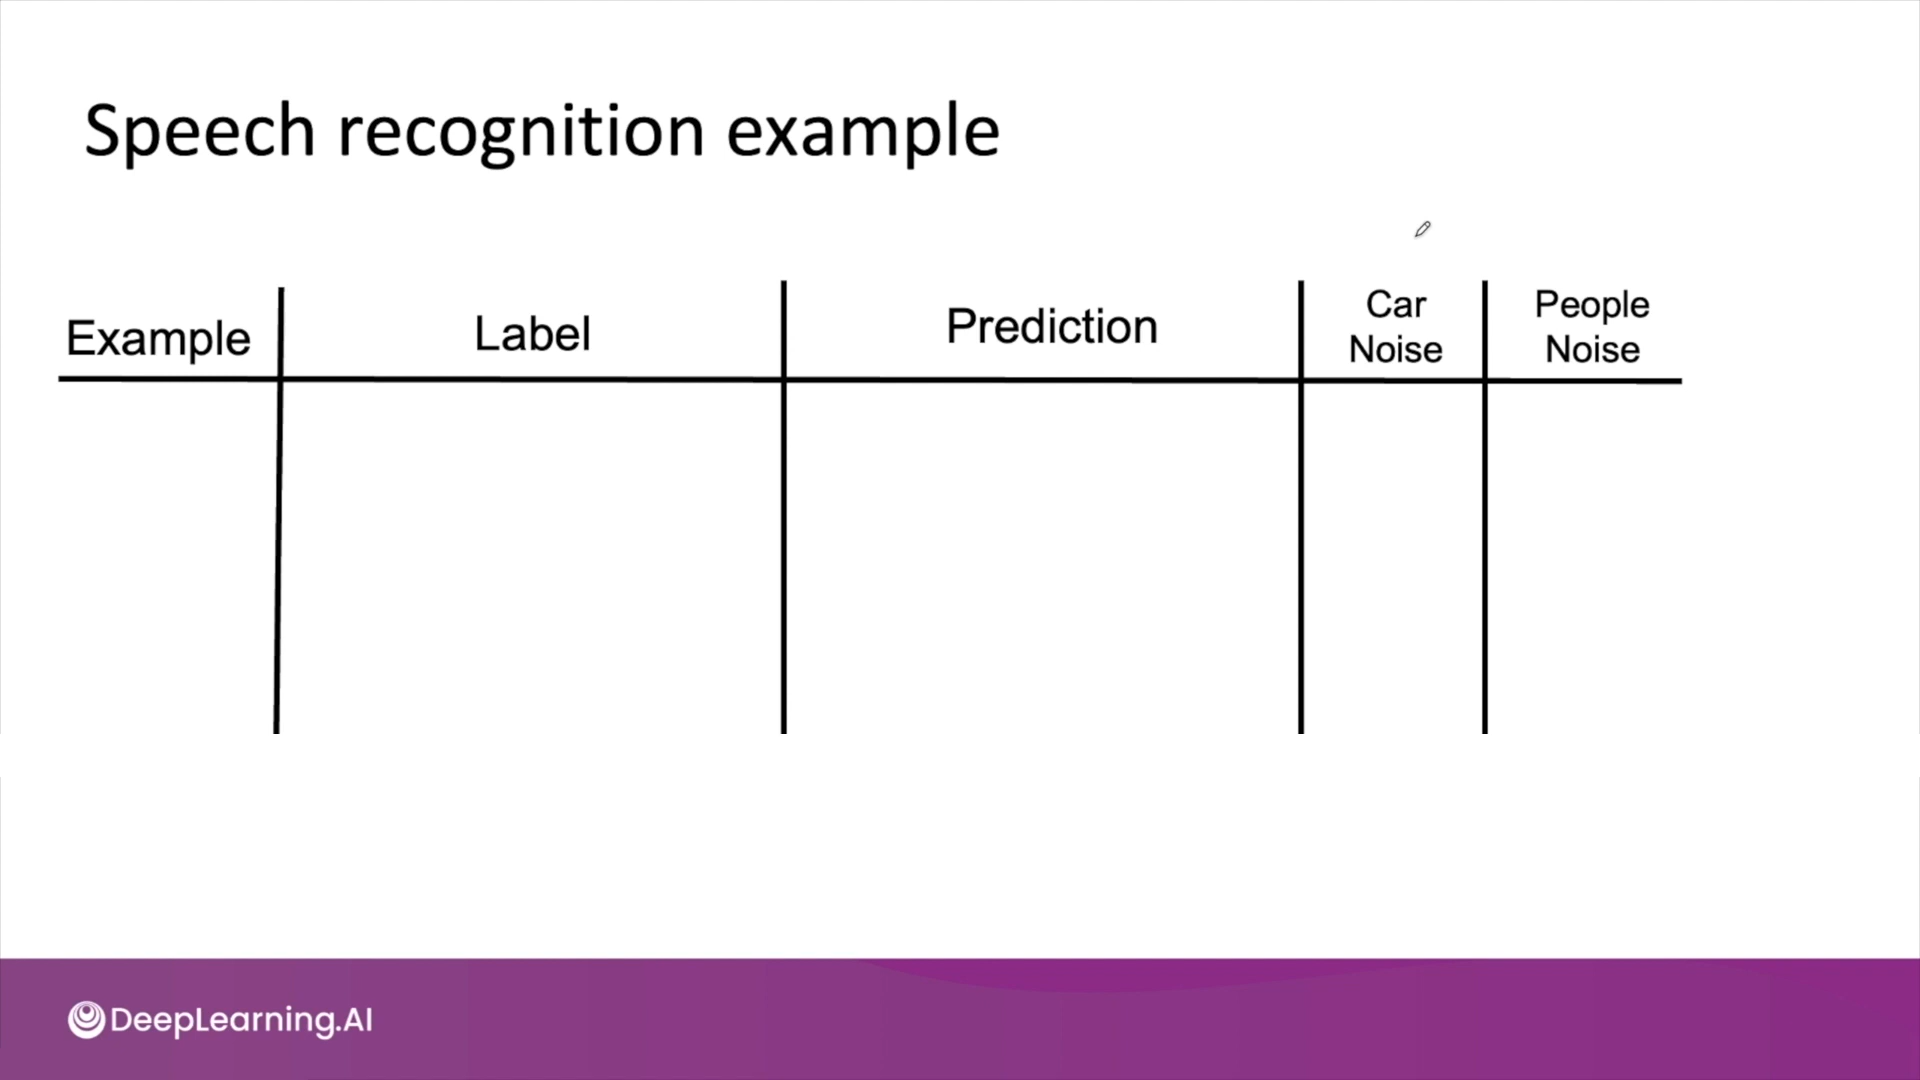 Speech recognition example
Example
Label
Prediction
Car
Noise
People
Noise
DeepLearning.AI